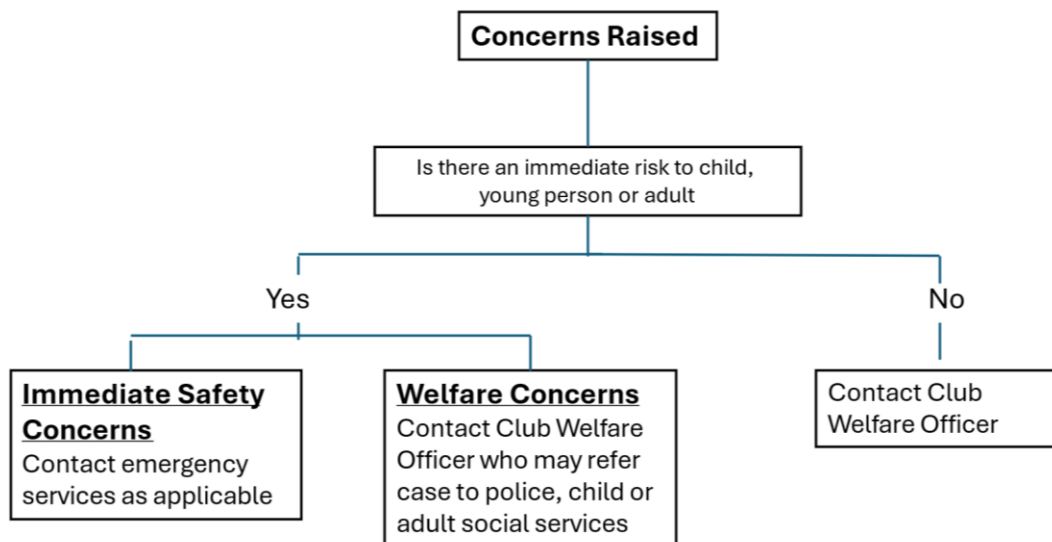 Concerns Raised
Is there an immediate risk to child,
young person or adult
Yes
No
Immediate Safety
Concerns
Contact emergency
services as applicable
Welfare Concerns
Contact Club Welfare
Officer who may refer
case to police, child or
adult social services
Contact Club
Welfare Officer